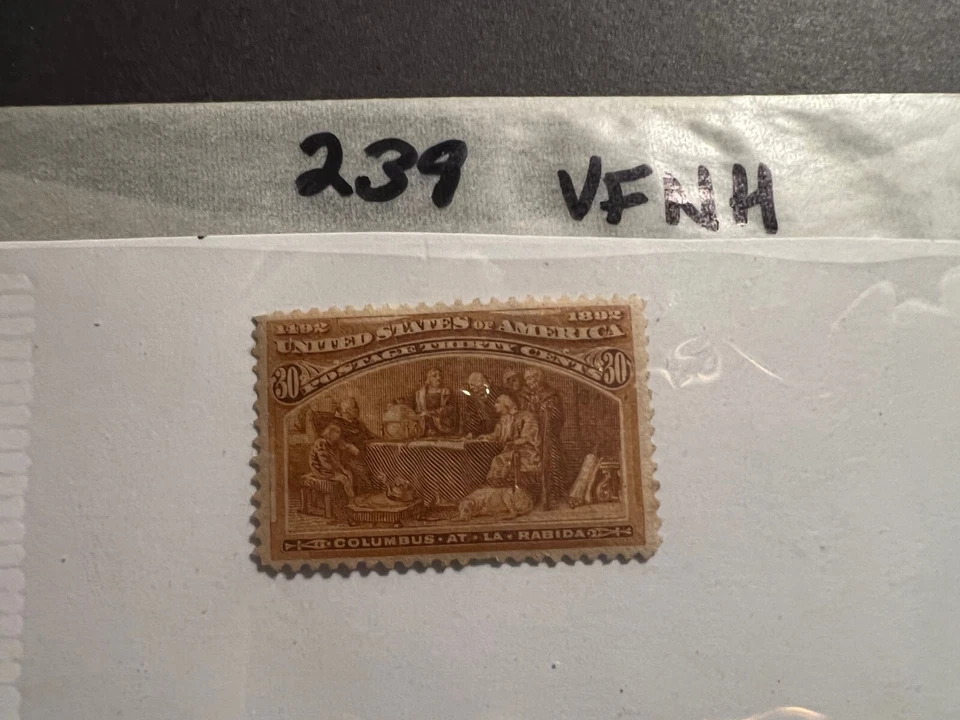 239 VFNH
1492 1892
UNITED STATES OF AMERICA
POSTAGE THIRTY CENTS
30 30
COLUMBUS · AT · LA · RABIDA